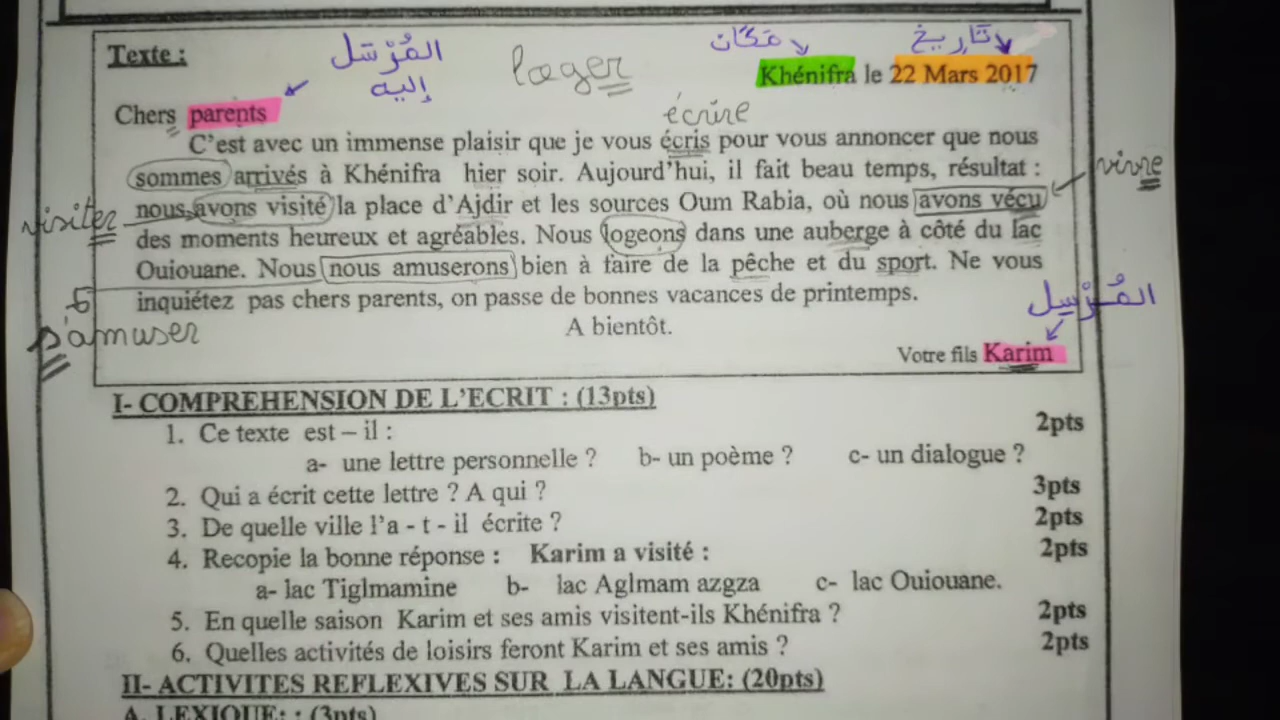 Texte :
المُرْسَل إليه
loger
مَكَان
تاريخ
Khénifra le 22 Mars 2017
Chers parents
écrire
C'est avec un immense plaisir que je vous écris pour vous annoncer que nous
sommes arrivés à Khénifra hier soir. Aujourd'hui, il fait beau temps, résultat :
vivre
nous avons visité la place d'Ajdir et les sources Oum Rabia, où nous avons vécu
visiter
des moments heureux et agréables. Nous logeons dans une auberge à côté du lac
Ouiouane. Nous nous amuserons bien à faire de la pêche et du sport. Ne vous
inquiétez pas chers parents, on passe de bonnes vacances de printemps.
المُرْسِل
s'amuser
A bientôt.
Votre fils Karim
I- COMPREHENSION DE L'ECRIT : (13pts)
1. Ce texte est – il : 2pts
a- une lettre personnelle ? b- un poème ? c- un dialogue ?
2. Qui a écrit cette lettre ? A qui ? 3pts
3. De quelle ville l'a - t - il écrite ? 2pts
4. Recopie la bonne réponse : Karim a visité : 2pts
a- lac Tiglmamine b- lac Aglmam azgza c- lac Ouiouane.
5. En quelle saison Karim et ses amis visitent-ils Khénifra ? 2pts
6. Quelles activités de loisirs feront Karim et ses amis ? 2pts
II- ACTIVITES REFLEXIVES SUR LA LANGUE: (20pts)
A. LEXIQUE: : (3pts)